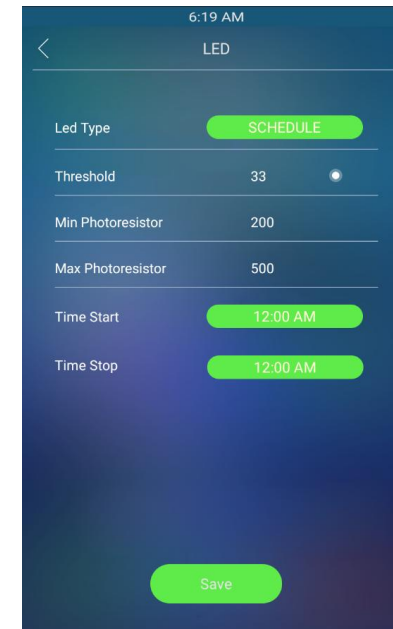 6:19 AM
LED
Led Type SCHEDULE
Threshold 33
Min Photoresistor 200
Max Photoresistor 500
Time Start 12:00 AM
Time Stop 12:00 AM
Save